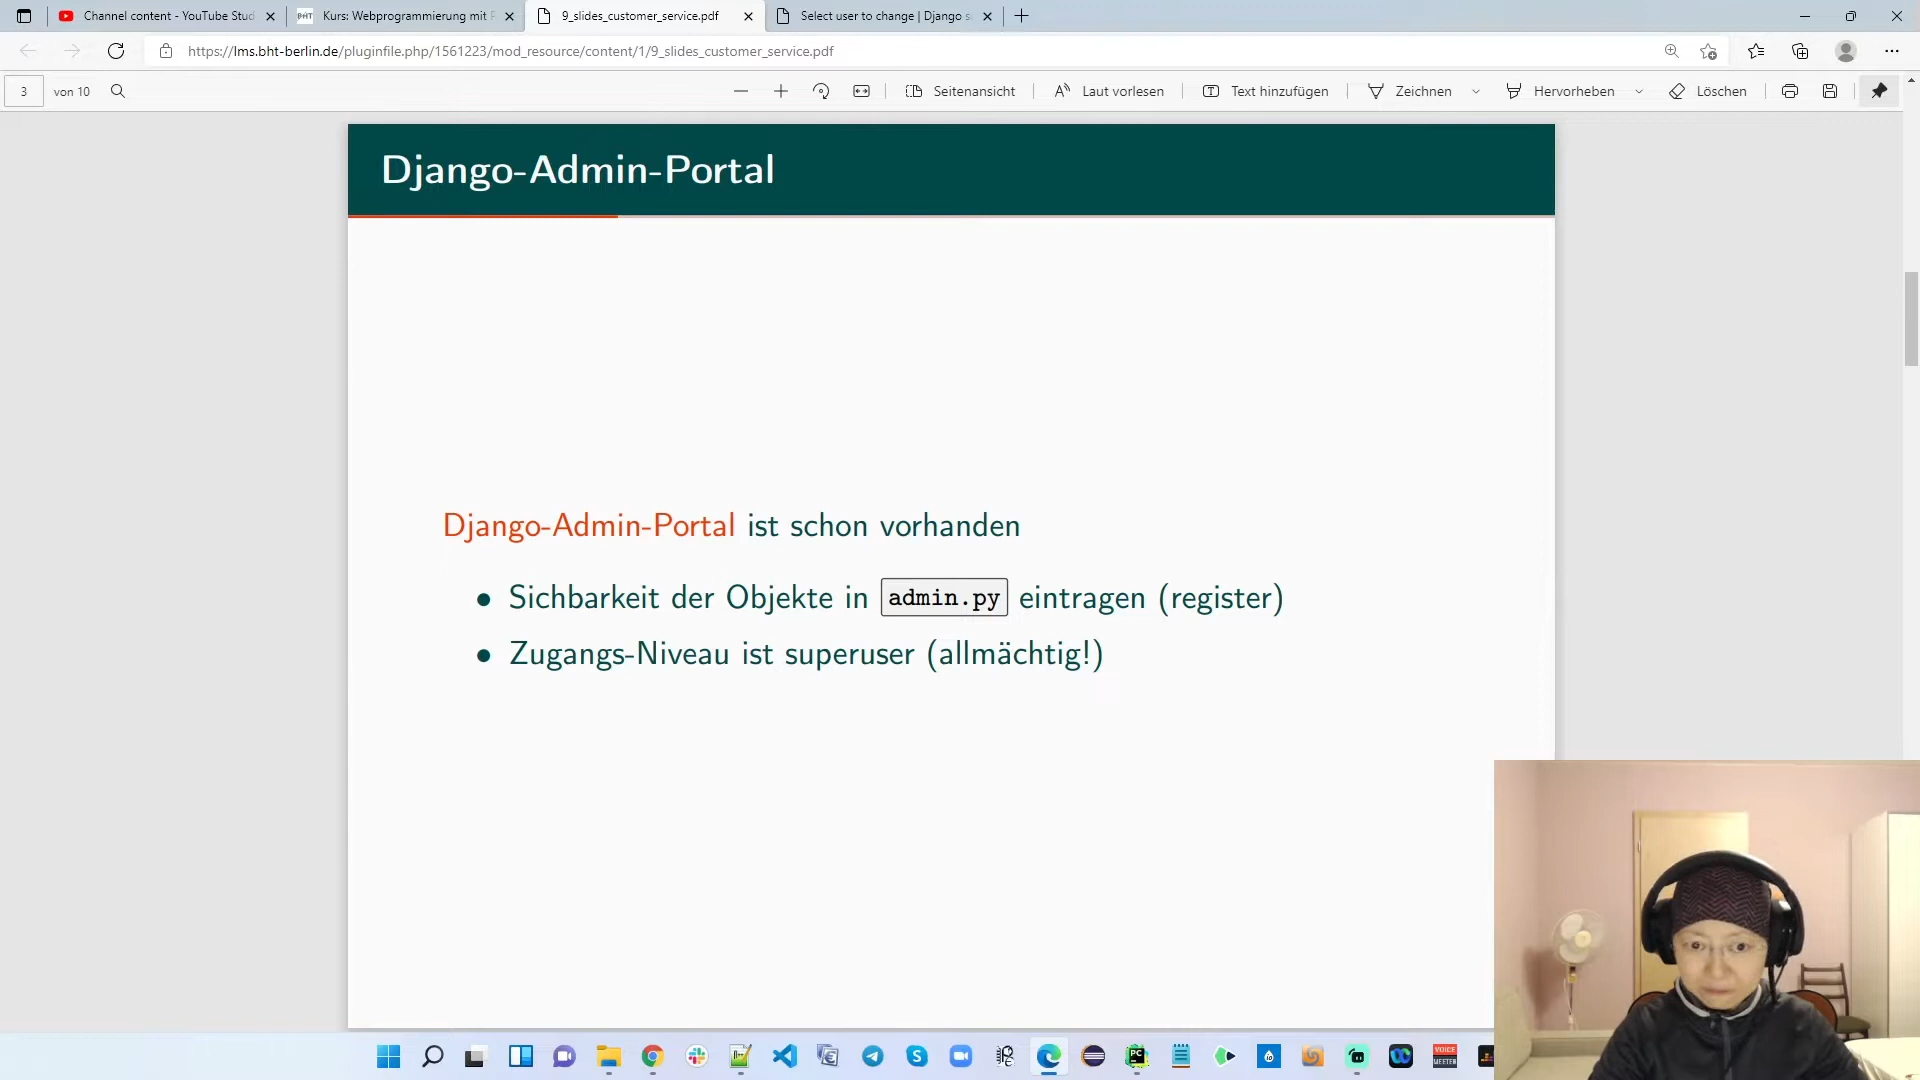 Channel content - YouTube Stud
Kurs: Webprogrammierung mit P
9_slides_customer_service.pdf
Select user to change | Django s
https://lms.bht-berlin.de/pluginfile.php/1561223/mod_resource/content/1/9_slides_customer_service.pdf
3 von 10
Seitenansicht
Laut vorlesen
Text hinzufügen
Zeichnen
Hervorheben
Löschen
Django-Admin-Portal
Django-Admin-Portal ist schon vorhanden
• Sichbarkeit der Objekte in admin.py eintragen (register)
• Zugangs-Niveau ist superuser (allmächtig!)
VOICE
MEETER